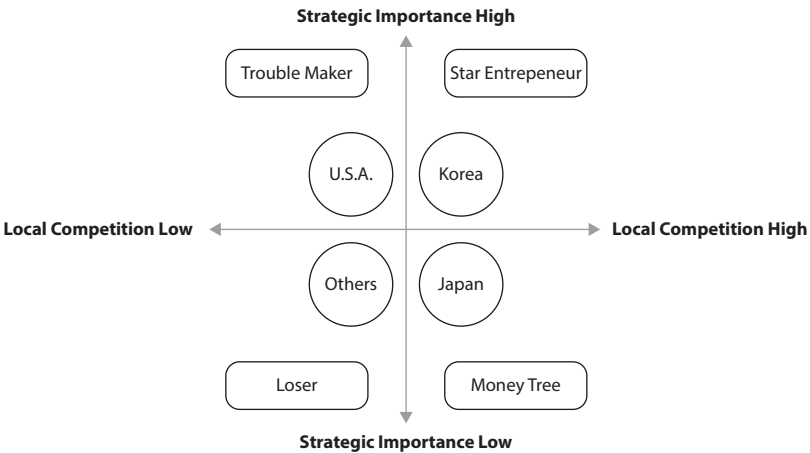 Strategic Importance High
Trouble Maker
Star Entrepeneur
U.S.A.
Korea
Local Competition Low
Local Competition High
Others
Japan
Loser
Money Tree
Strategic Importance Low